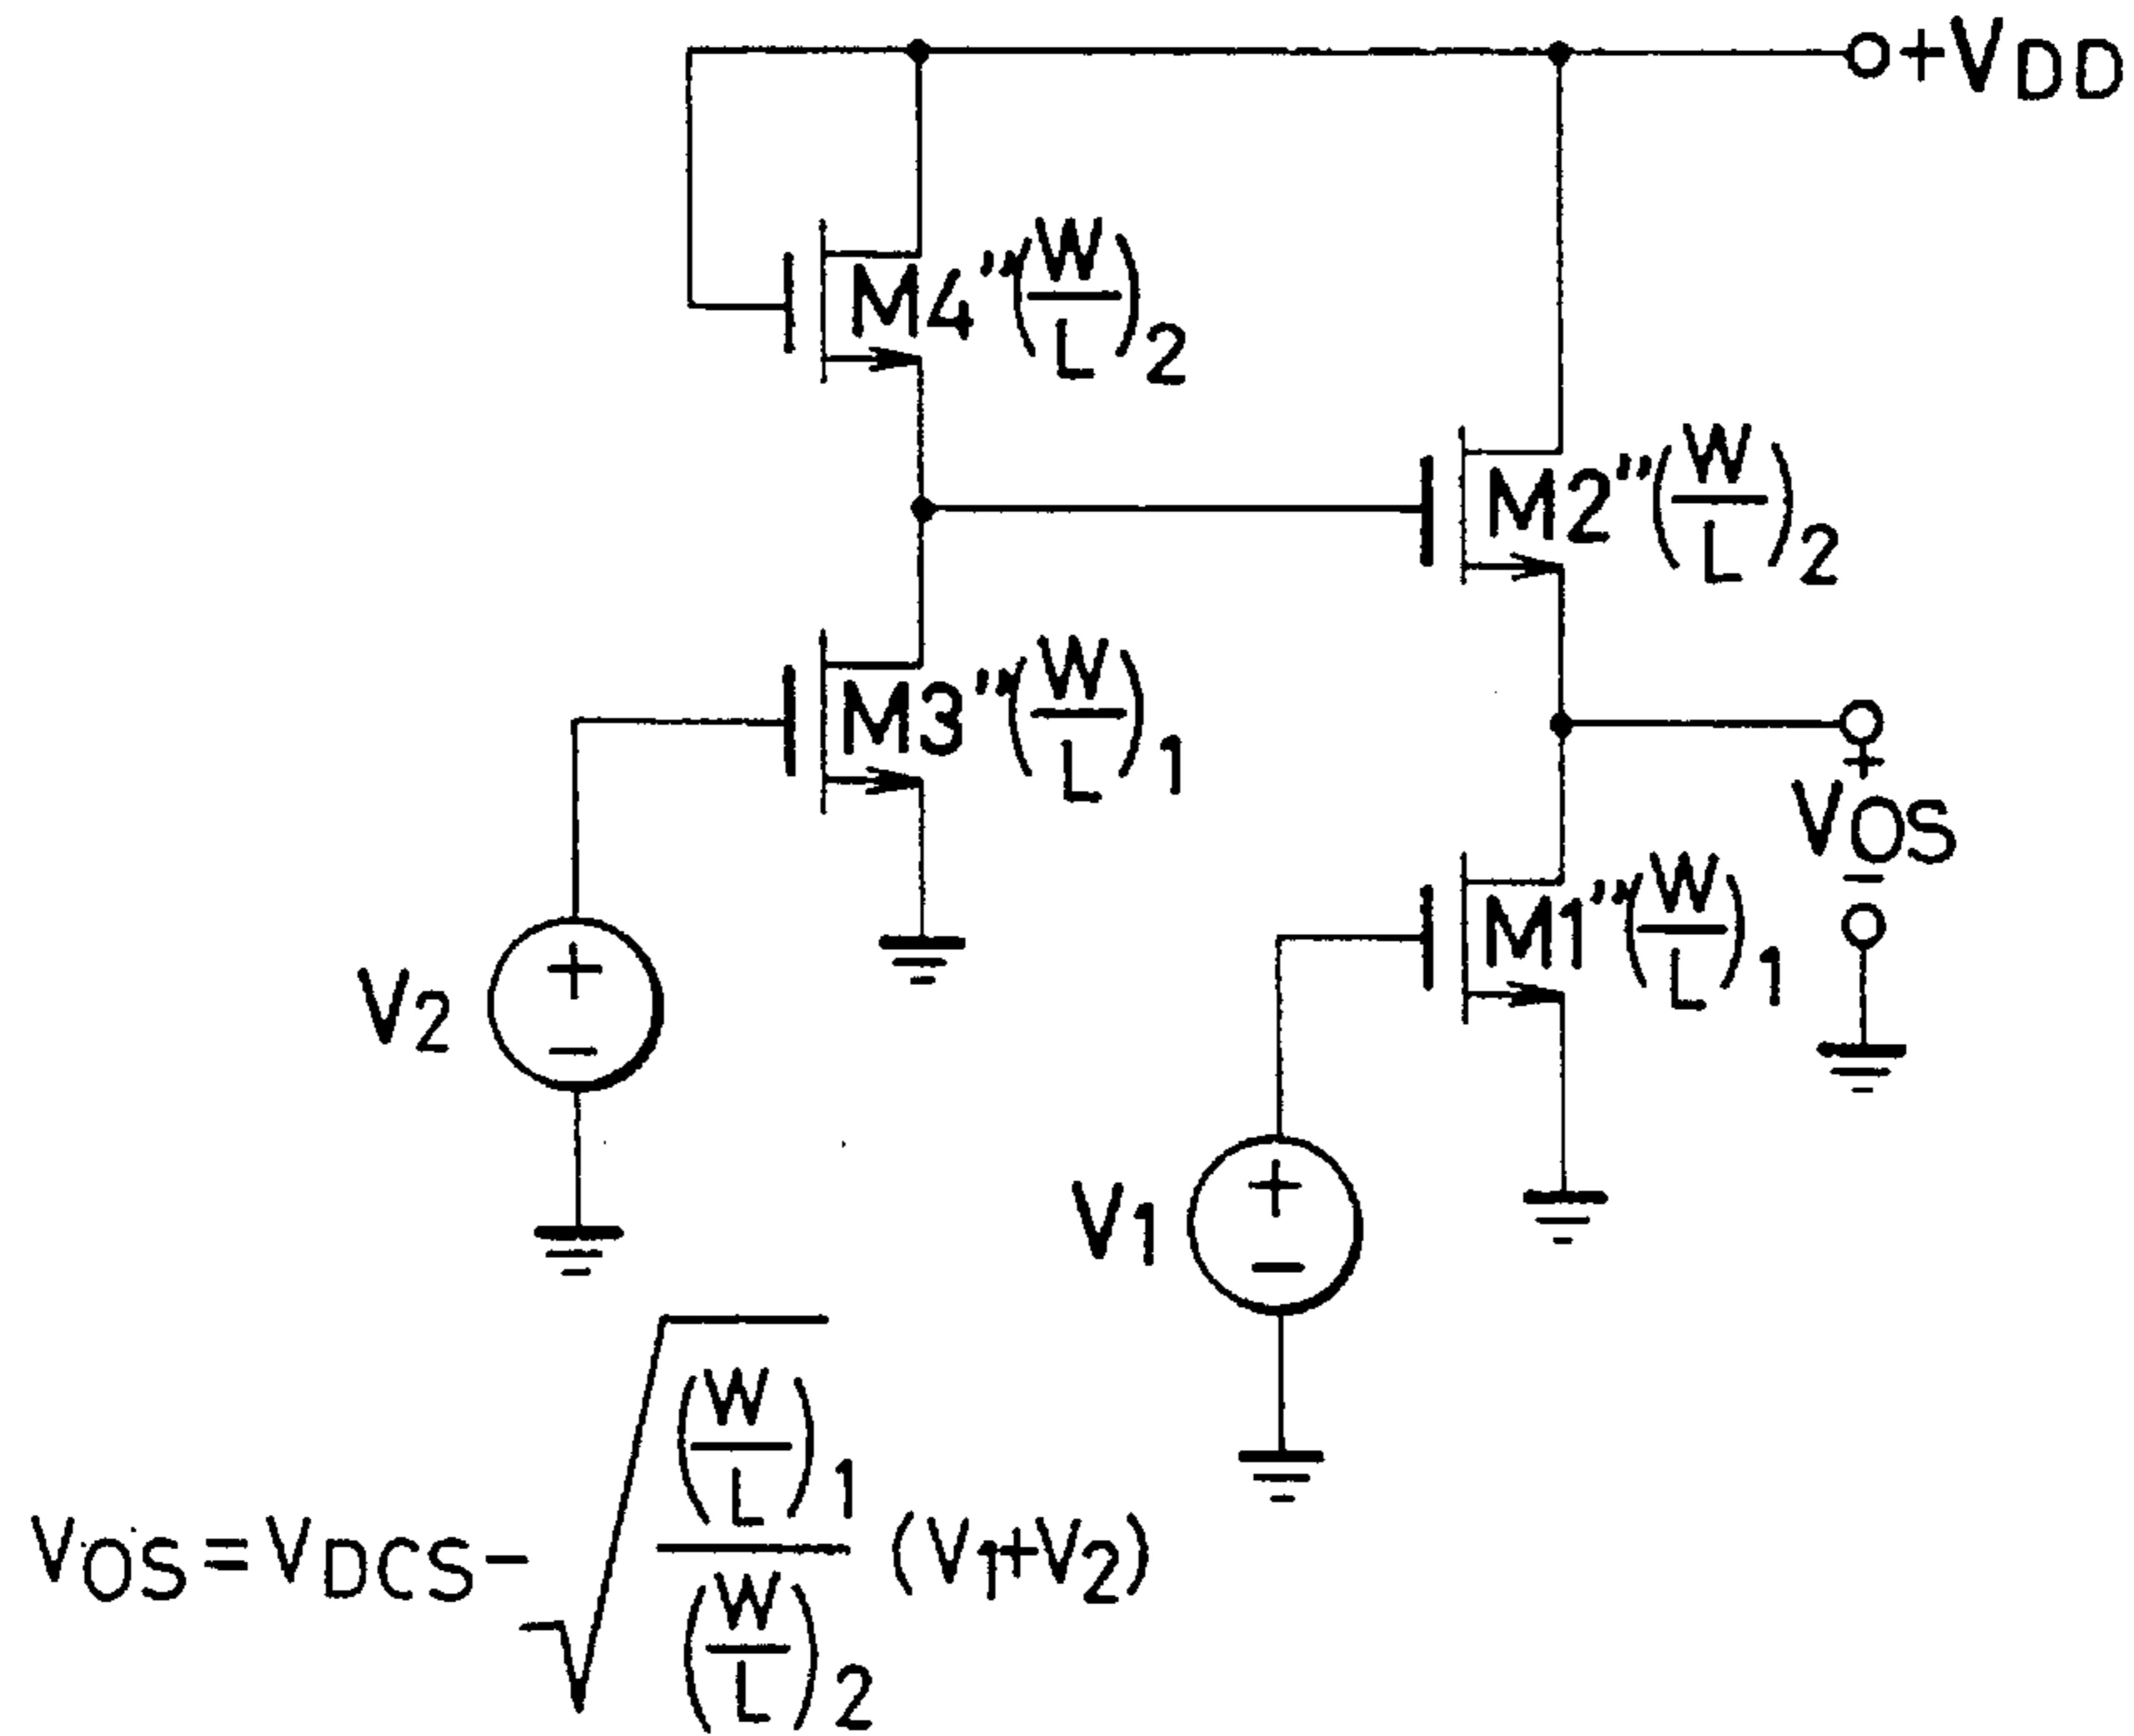 +VDD
M4" (W/L)2
M2" (W/L)2
M3" (W/L)1
+
VOS
−
M1" (W/L)1
V2
+
−
V1
+
−
VOS = VDCS − √((W/L)1 / (W/L)2) (V1+V2)